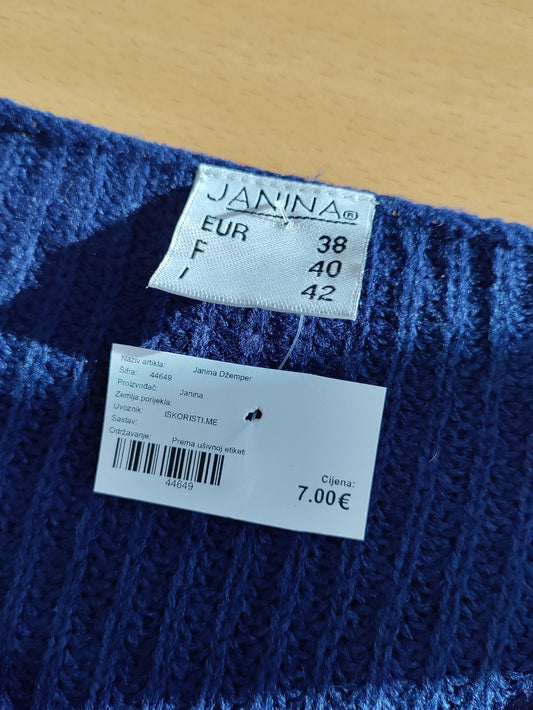 JANINA®
EUR 38
F 40
I 42
Naziv artikla: Janina Džemper
Šifra: 44649
Proizvođač: Janina
Zemlja porijekla:
Uvoznik: ISKORISTI.ME
Sastav:
Održavanje: Prema ušivnoj etiketi
44649
Cijena:
7.00€